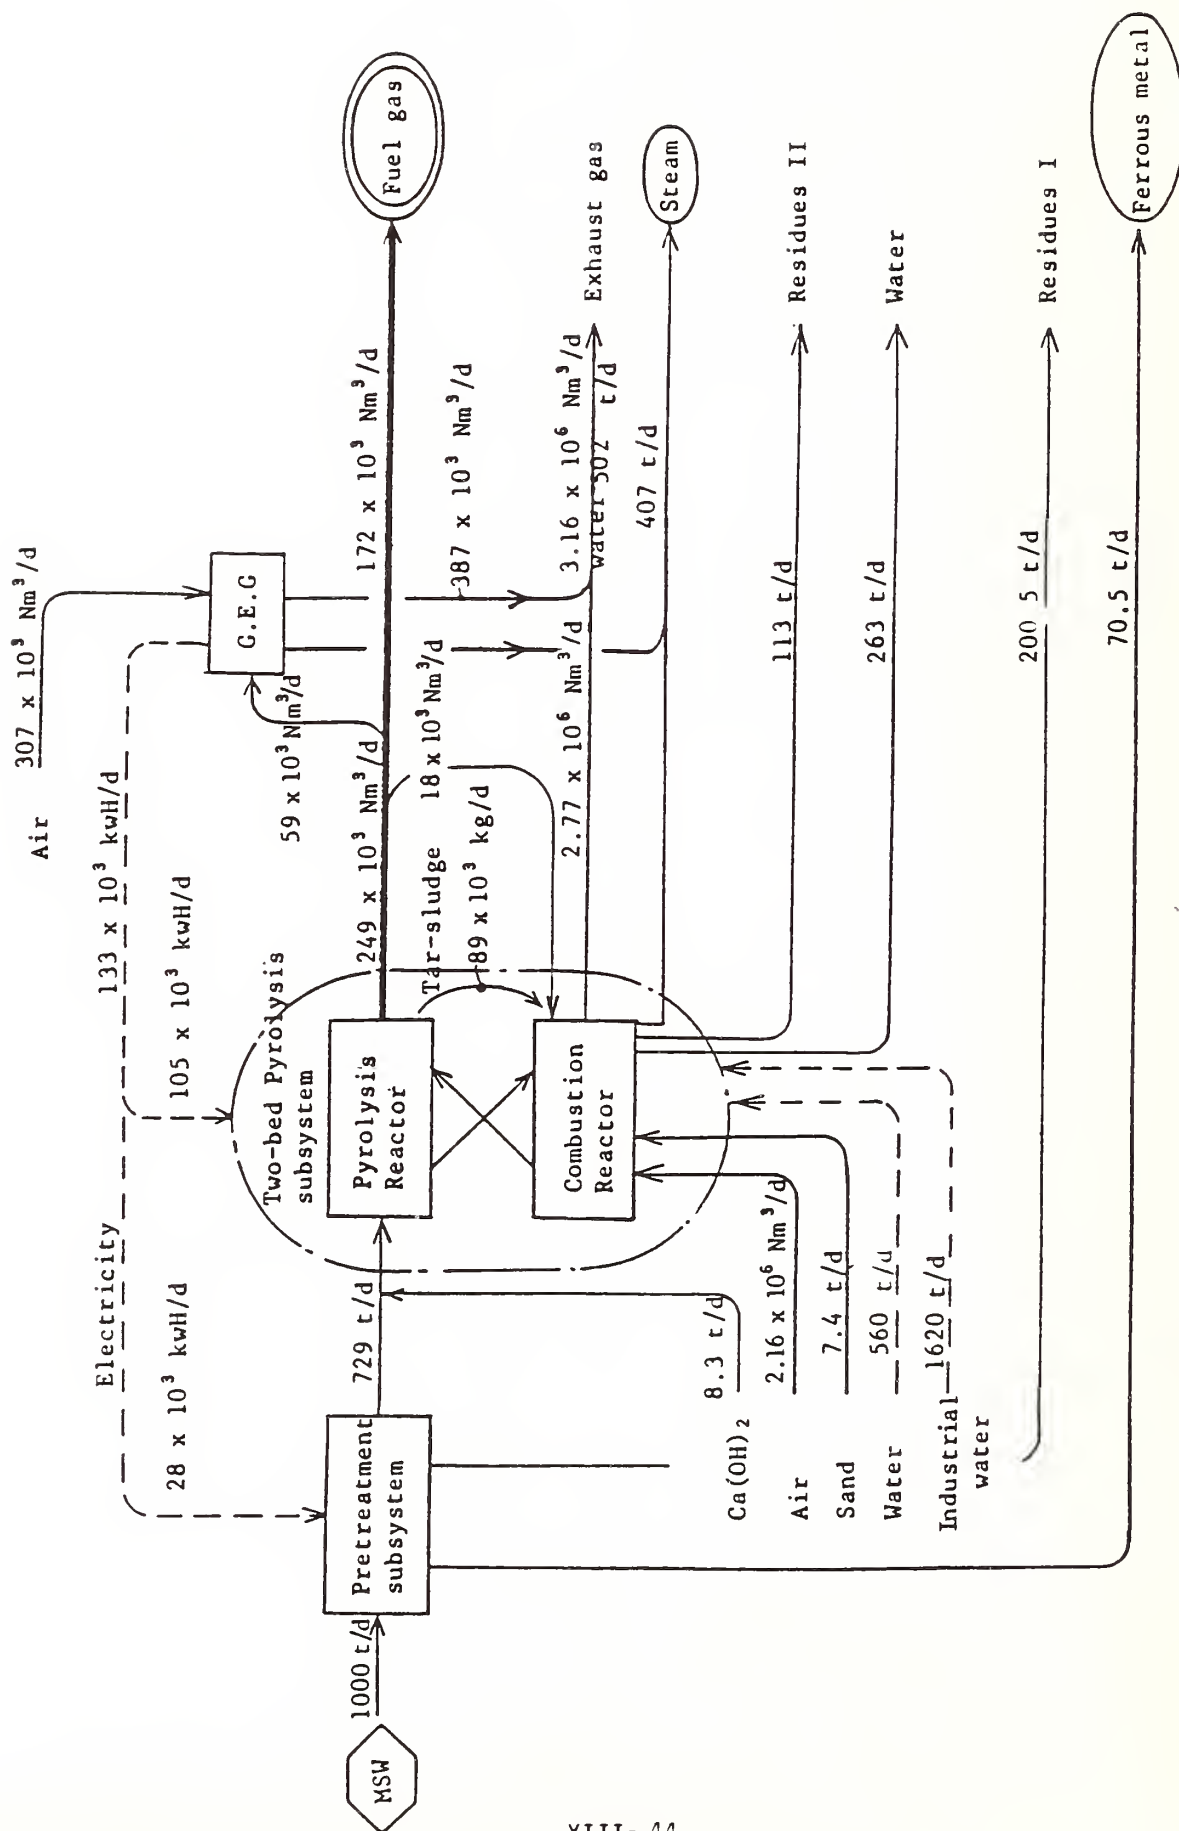 Air
307 x 10³ Nm³/d
133 x 10³ kwH/d
Electricity
105 x 10³ kwH/d
28 x 10³ kwH/d
G.E.G
59 x 10³ Nm³/d
MSW
1000 t/d
Pretreatment
subsystem
729 t/d
Two-bed Pyrolysis
subsystem
Pyrolysis
Reactor
249 x 10³ Nm³/d
172 x 10³ Nm³/d
Fuel gas
18 x 10³ Nm³/d
387 x 10³ Nm³/d
Tar-sludge
89 x 10³ kg/d
Combustion
Reactor
2.77 x 10⁶ Nm³/d
3.16 x 10⁶ Nm³/d
water 502 t/d
Exhaust gas
407 t/d
Steam
Ca(OH)₂
8.3 t/d
Air
2.16 x 10⁶ Nm³/d
113 t/d
Residues II
Sand
7.4 t/d
Water
560 t/d
263 t/d
Water
Industrial
water
1620 t/d
200.5 t/d
Residues I
70.5 t/d
Ferrous metal
XIII-44